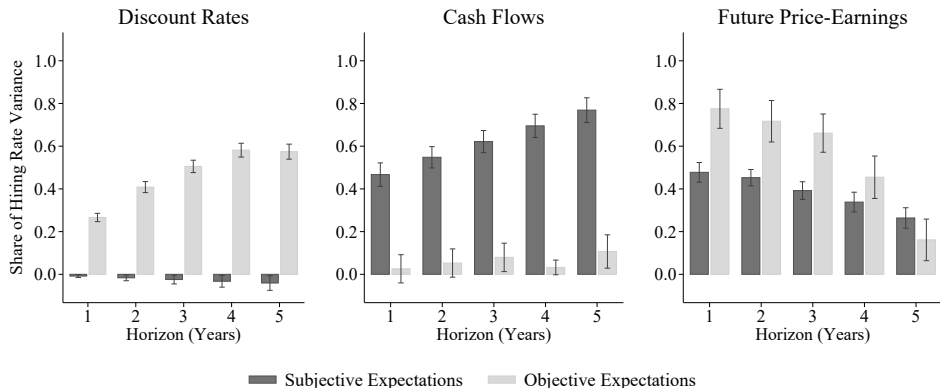 Discount Rates
Cash Flows
Future Price-Earnings
Share of Hiring Rate Variance
1.0
0.8
0.6
0.4
0.2
0.0
1 2 3 4 5
Horizon (Years)
1.0
0.8
0.6
0.4
0.2
0.0
1 2 3 4 5
Horizon (Years)
1.0
0.8
0.6
0.4
0.2
0.0
1 2 3 4 5
Horizon (Years)
Subjective Expectations
Objective Expectations